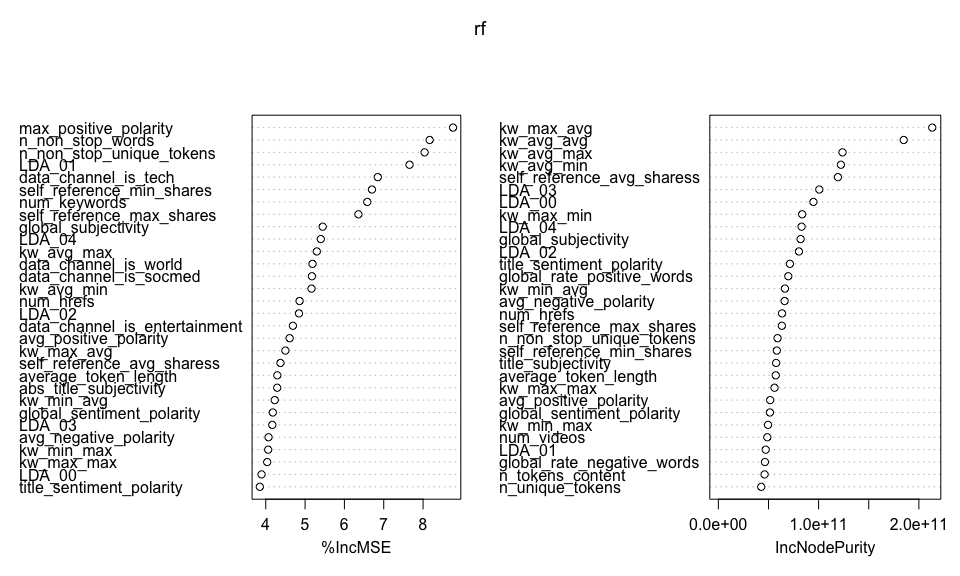 rf
max_positive_polarity
n_non_stop_words
n_non_stop_unique_tokens
LDA_01
data_channel_is_tech
self_reference_min_shares
num_keywords
self_reference_max_shares
global_subjectivity
LDA_04
kw_avg_max
data_channel_is_world
data_channel_is_socmed
kw_avg_min
num_hrefs
LDA_02
data_channel_is_entertainment
avg_positive_polarity
kw_max_avg
self_reference_avg_sharess
average_token_length
abs_title_subjectivity
kw_min_avg
global_sentiment_polarity
LDA_03
avg_negative_polarity
kw_min_max
kw_max_max
LDA_00
title_sentiment_polarity
4 5 6 7 8
%IncMSE
kw_max_avg
kw_avg_avg
kw_avg_max
kw_avg_min
self_reference_avg_sharess
LDA_03
LDA_00
kw_max_min
LDA_04
global_subjectivity
LDA_02
title_sentiment_polarity
global_rate_positive_words
kw_min_avg
avg_negative_polarity
num_hrefs
self_reference_max_shares
n_non_stop_unique_tokens
self_reference_min_shares
title_subjectivity
average_token_length
kw_max_max
avg_positive_polarity
global_sentiment_polarity
kw_min_max
num_videos
LDA_01
global_rate_negative_words
n_tokens_content
n_unique_tokens
0.0e+00 1.0e+11 2.0e+11
IncNodePurity